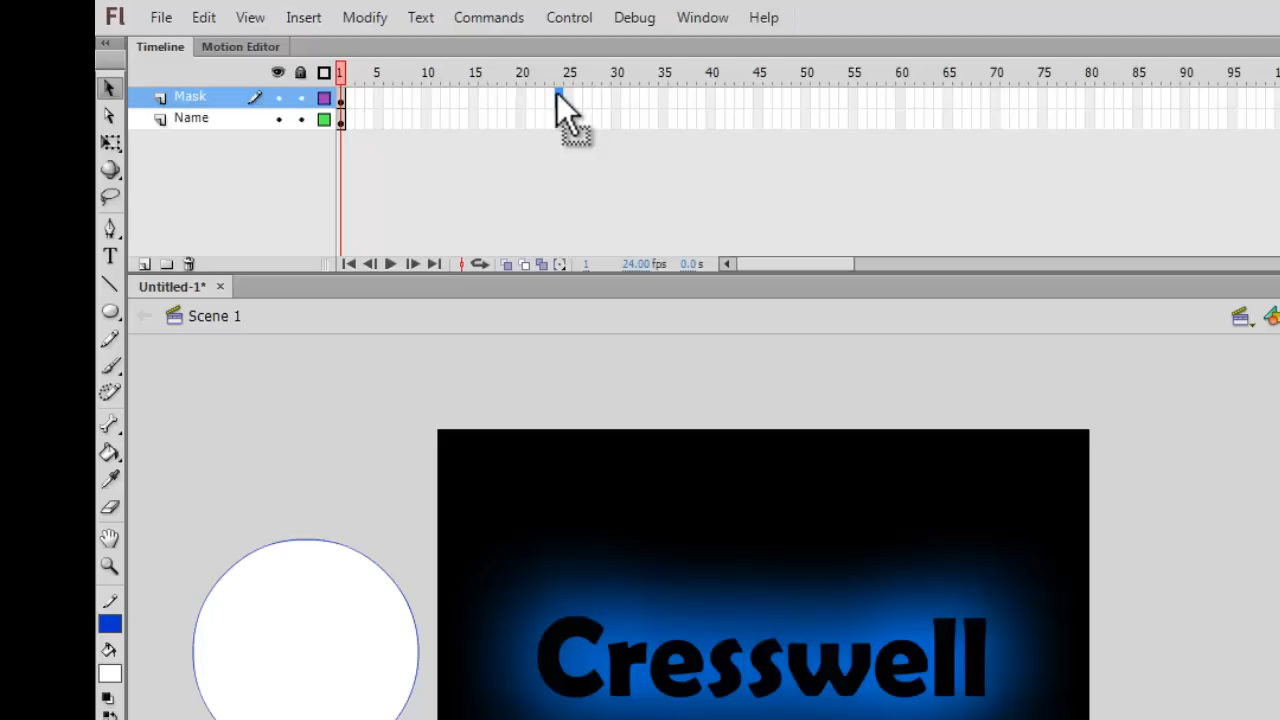 Fl File Edit View Insert Modify Text Commands Control Debug Window Help
Timeline Motion Editor
1 5 10 15 20 25 30 35 40 45 50 55 60 65 70 75 80 85 90 95
Mask
Name
T
1 24.00 fps 0.0 s
Untitled-1* ×
Scene 1
Cresswell